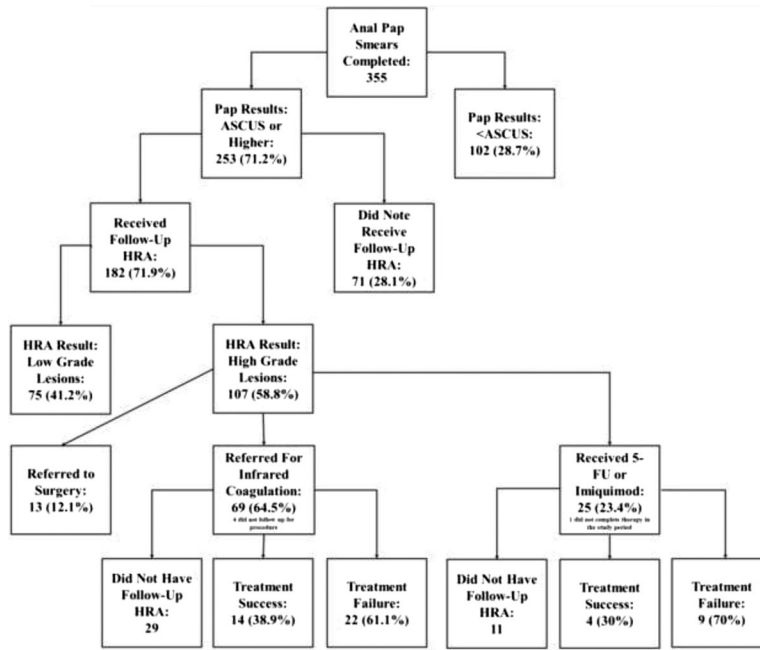 Anal Pap
Smears
Completed:
355
Pap Results:
ASCUS or
Higher:
253 (71.2%)
Pap Results:
<ASCUS:
102 (28.7%)
Received
Follow-Up
HRA:
182 (71.9%)
Did Note
Receive
Follow-Up
HRA:
71 (28.1%)
HRA Result:
Low Grade
Lesions:
75 (41.2%)
HRA Result:
High Grade
Lesions:
107 (58.8%)
Referred to
Surgery:
13 (12.1%)
Referred For
Infrared
Coagulation:
69 (64.5%)
4 did not follow up for
procedure
Received 5-
FU or
Imiquimod:
25 (23.4%)
1 did not complete therapy in
the study period
Did Not Have
Follow-Up
HRA:
29
Treatment
Success:
14 (38.9%)
Treatment
Failure:
22 (61.1%)
Did Not Have
Follow-Up
HRA:
11
Treatment
Success:
4 (30%)
Treatment
Failure:
9 (70%)